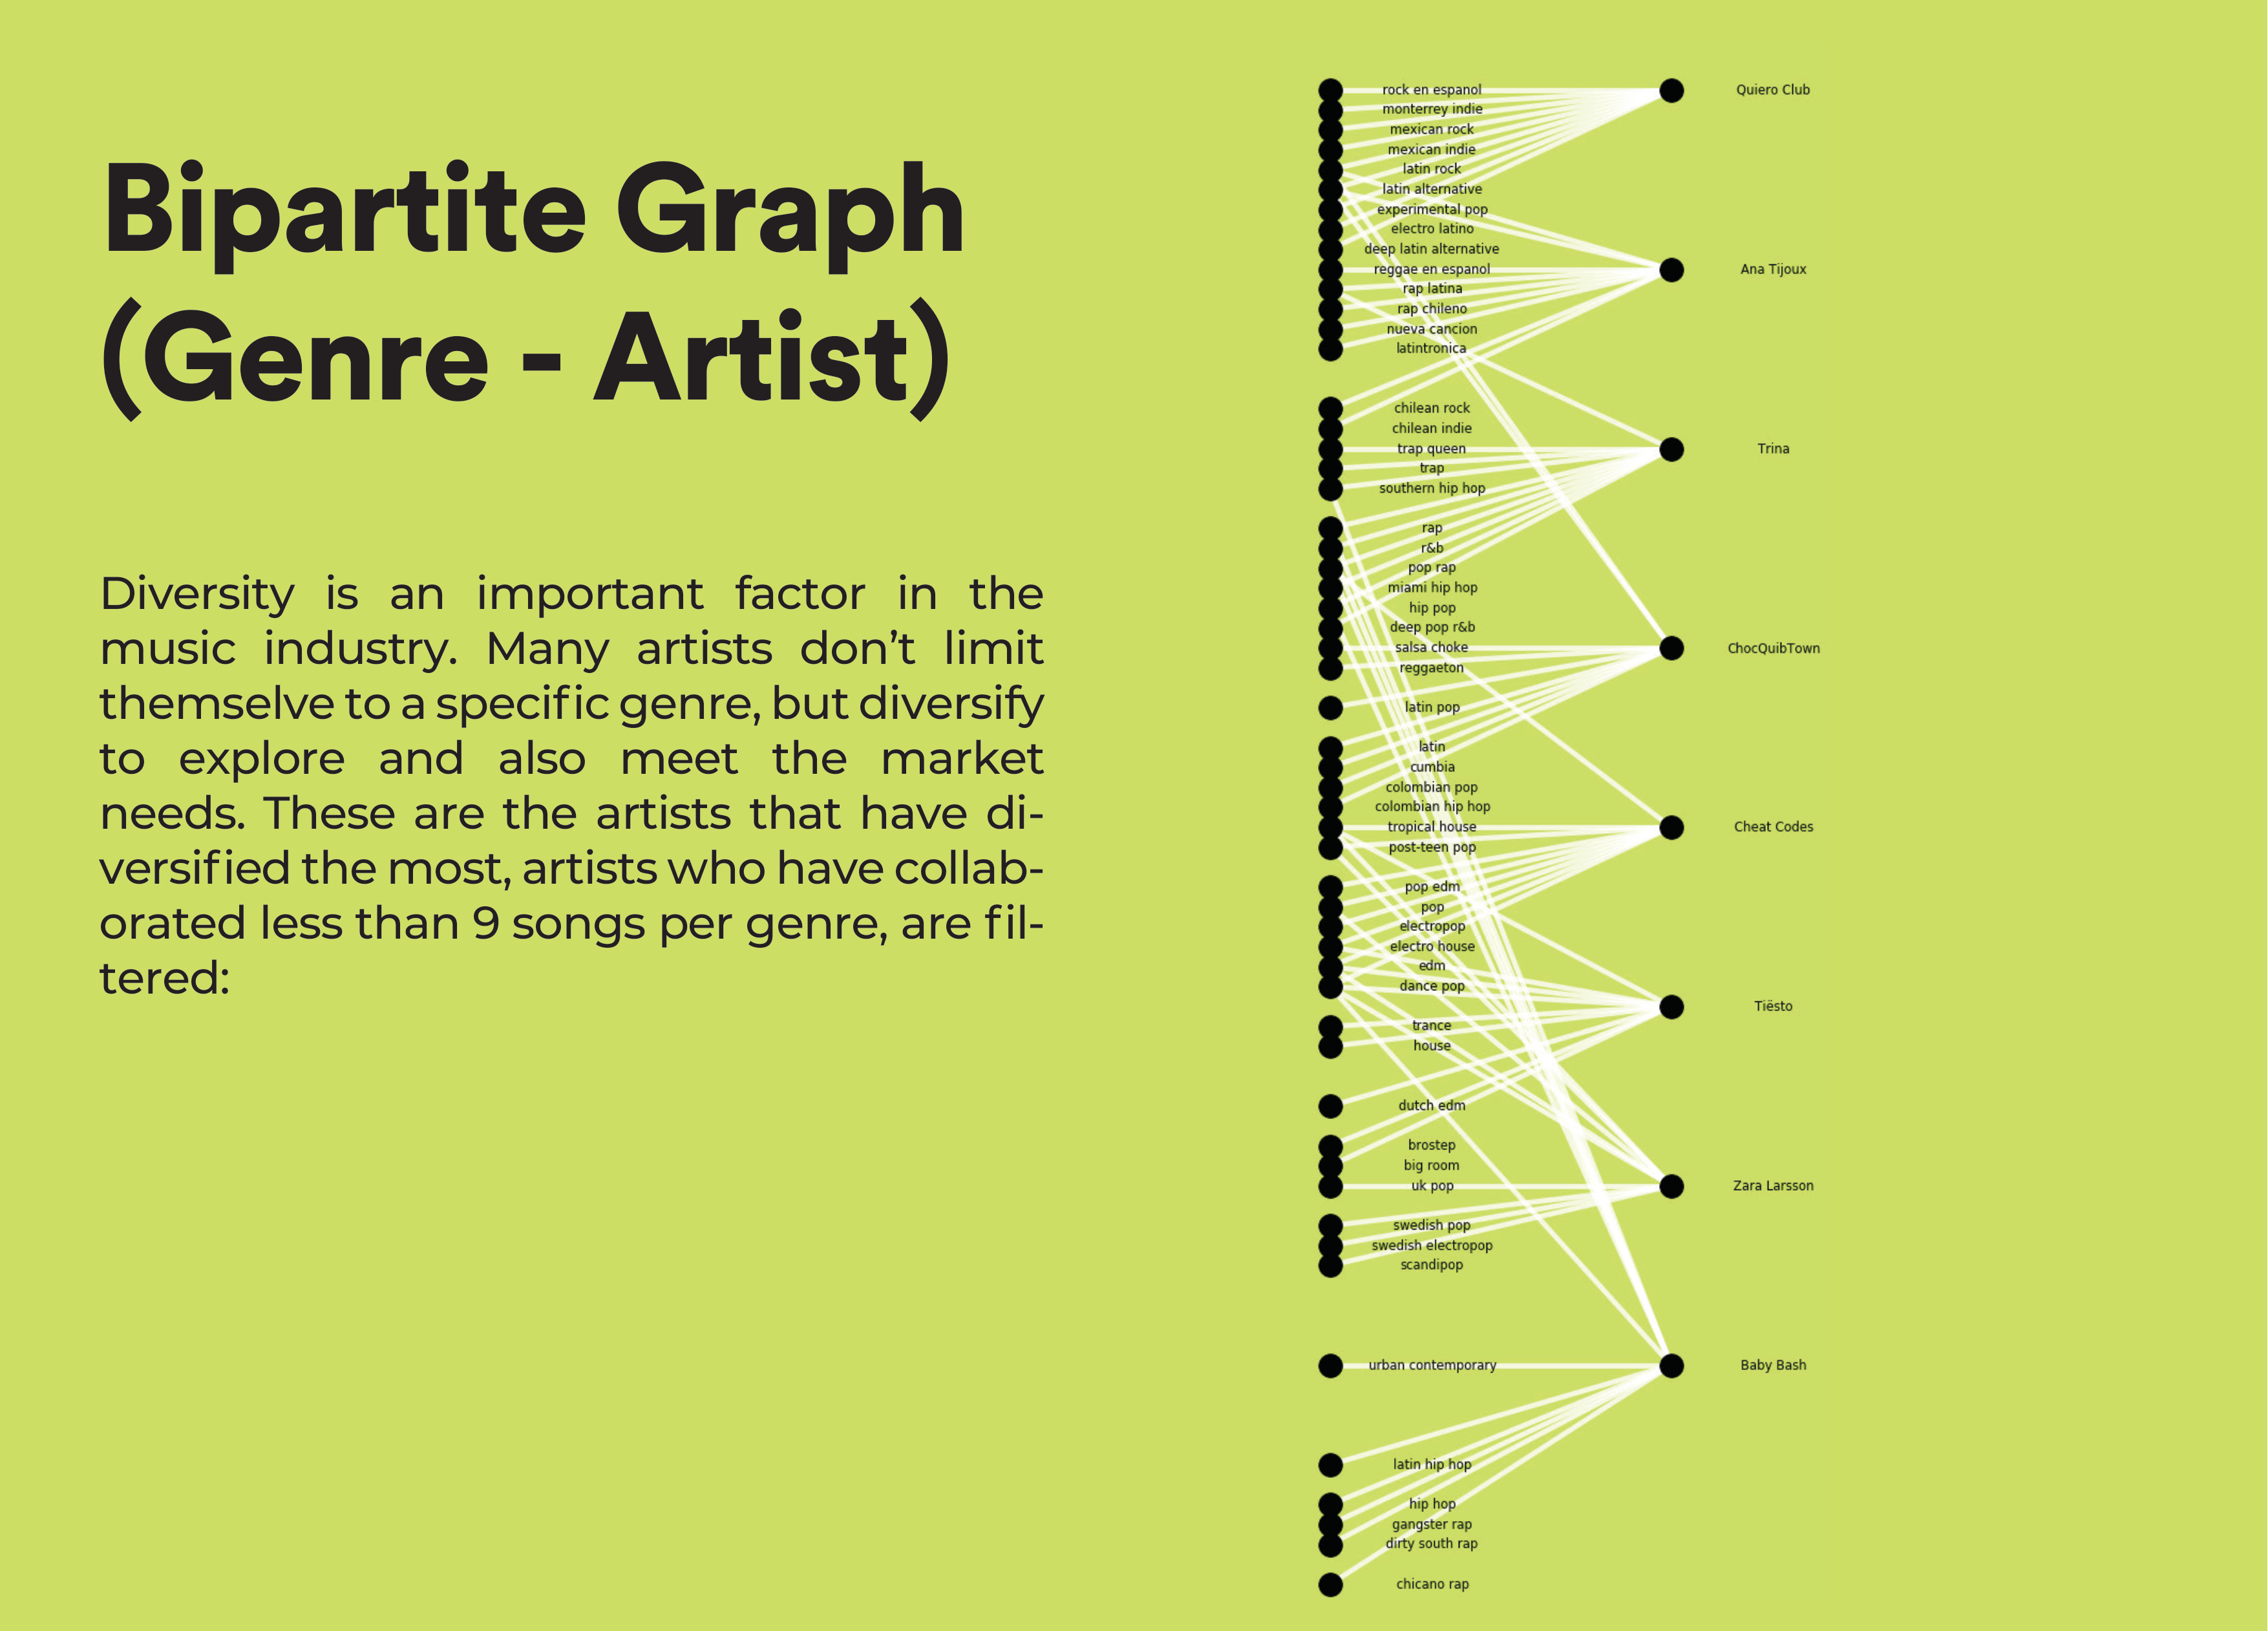 Bipartite Graph
(Genre - Artist)
Diversity is an important factor in the
music industry. Many artists don’t limit
themselve to a specific genre, but diversify
to explore and also meet the market
needs. These are the artists that have di-
versified the most, artists who have collab-
orated less than 9 songs per genre, are fil-
tered:
rock en espanol
monterrey indie
mexican rock
mexican indie
latin rock
latin alternative
experimental pop
electro latino
deep latin alternative
reggae en espanol
rap latina
rap chileno
nueva cancion
latintronica
chilean rock
chilean indie
trap queen
trap
southern hip hop
rap
r&b
pop rap
miami hip hop
hip pop
deep pop r&b
salsa choke
reggaeton
latin pop
latin
cumbia
colombian pop
colombian hip hop
tropical house
post-teen pop
pop edm
pop
electropop
electro house
edm
dance pop
trance
house
dutch edm
brostep
big room
uk pop
swedish pop
swedish electropop
scandipop
urban contemporary
latin hip hop
hip hop
gangster rap
dirty south rap
chicano rap
Quiero Club
Ana Tijoux
Trina
ChocQuibTown
Cheat Codes
Tiësto
Zara Larsson
Baby Bash